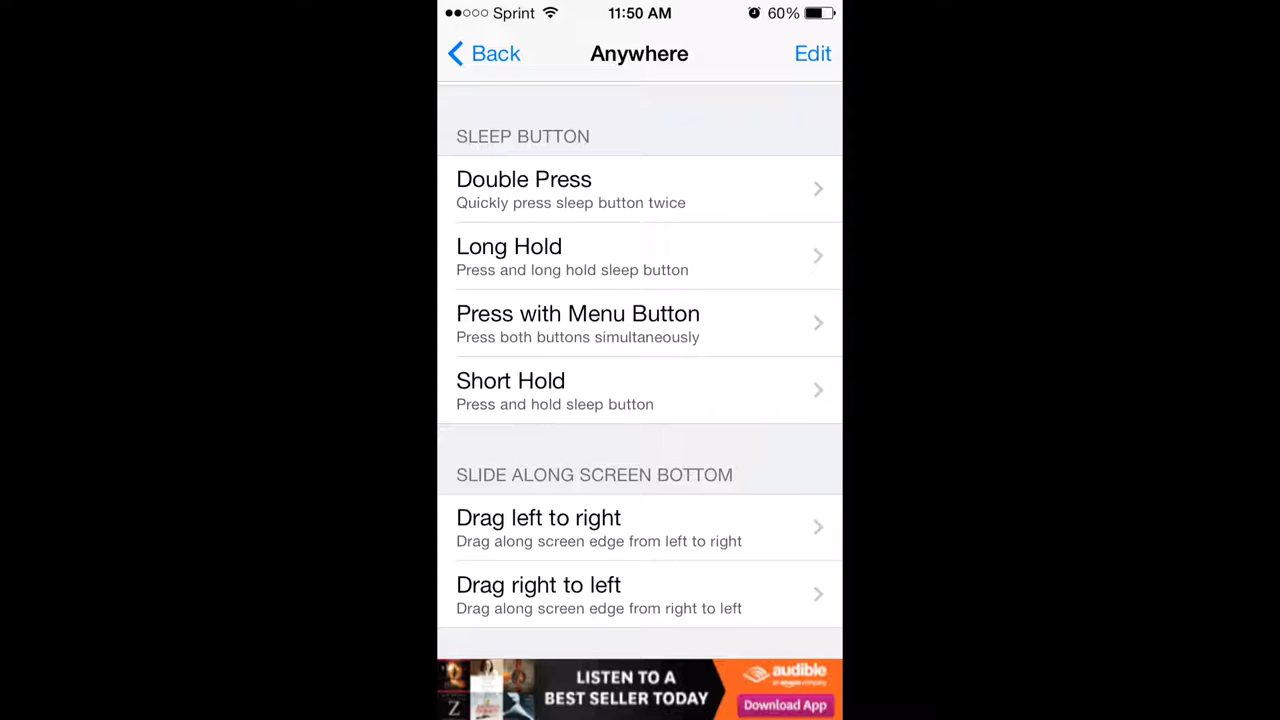 Sprint 11:50 AM 60%
Back Anywhere Edit
SLEEP BUTTON
Double Press
Quickly press sleep button twice
Long Hold
Press and long hold sleep button
Press with Menu Button
Press both buttons simultaneously
Short Hold
Press and hold sleep button
SLIDE ALONG SCREEN BOTTOM
Drag left to right
Drag along screen edge from left to right
Drag right to left
Drag along screen edge from right to left
LISTEN TO A
BEST SELLER TODAY
audible
an amazon company
Download App
Z